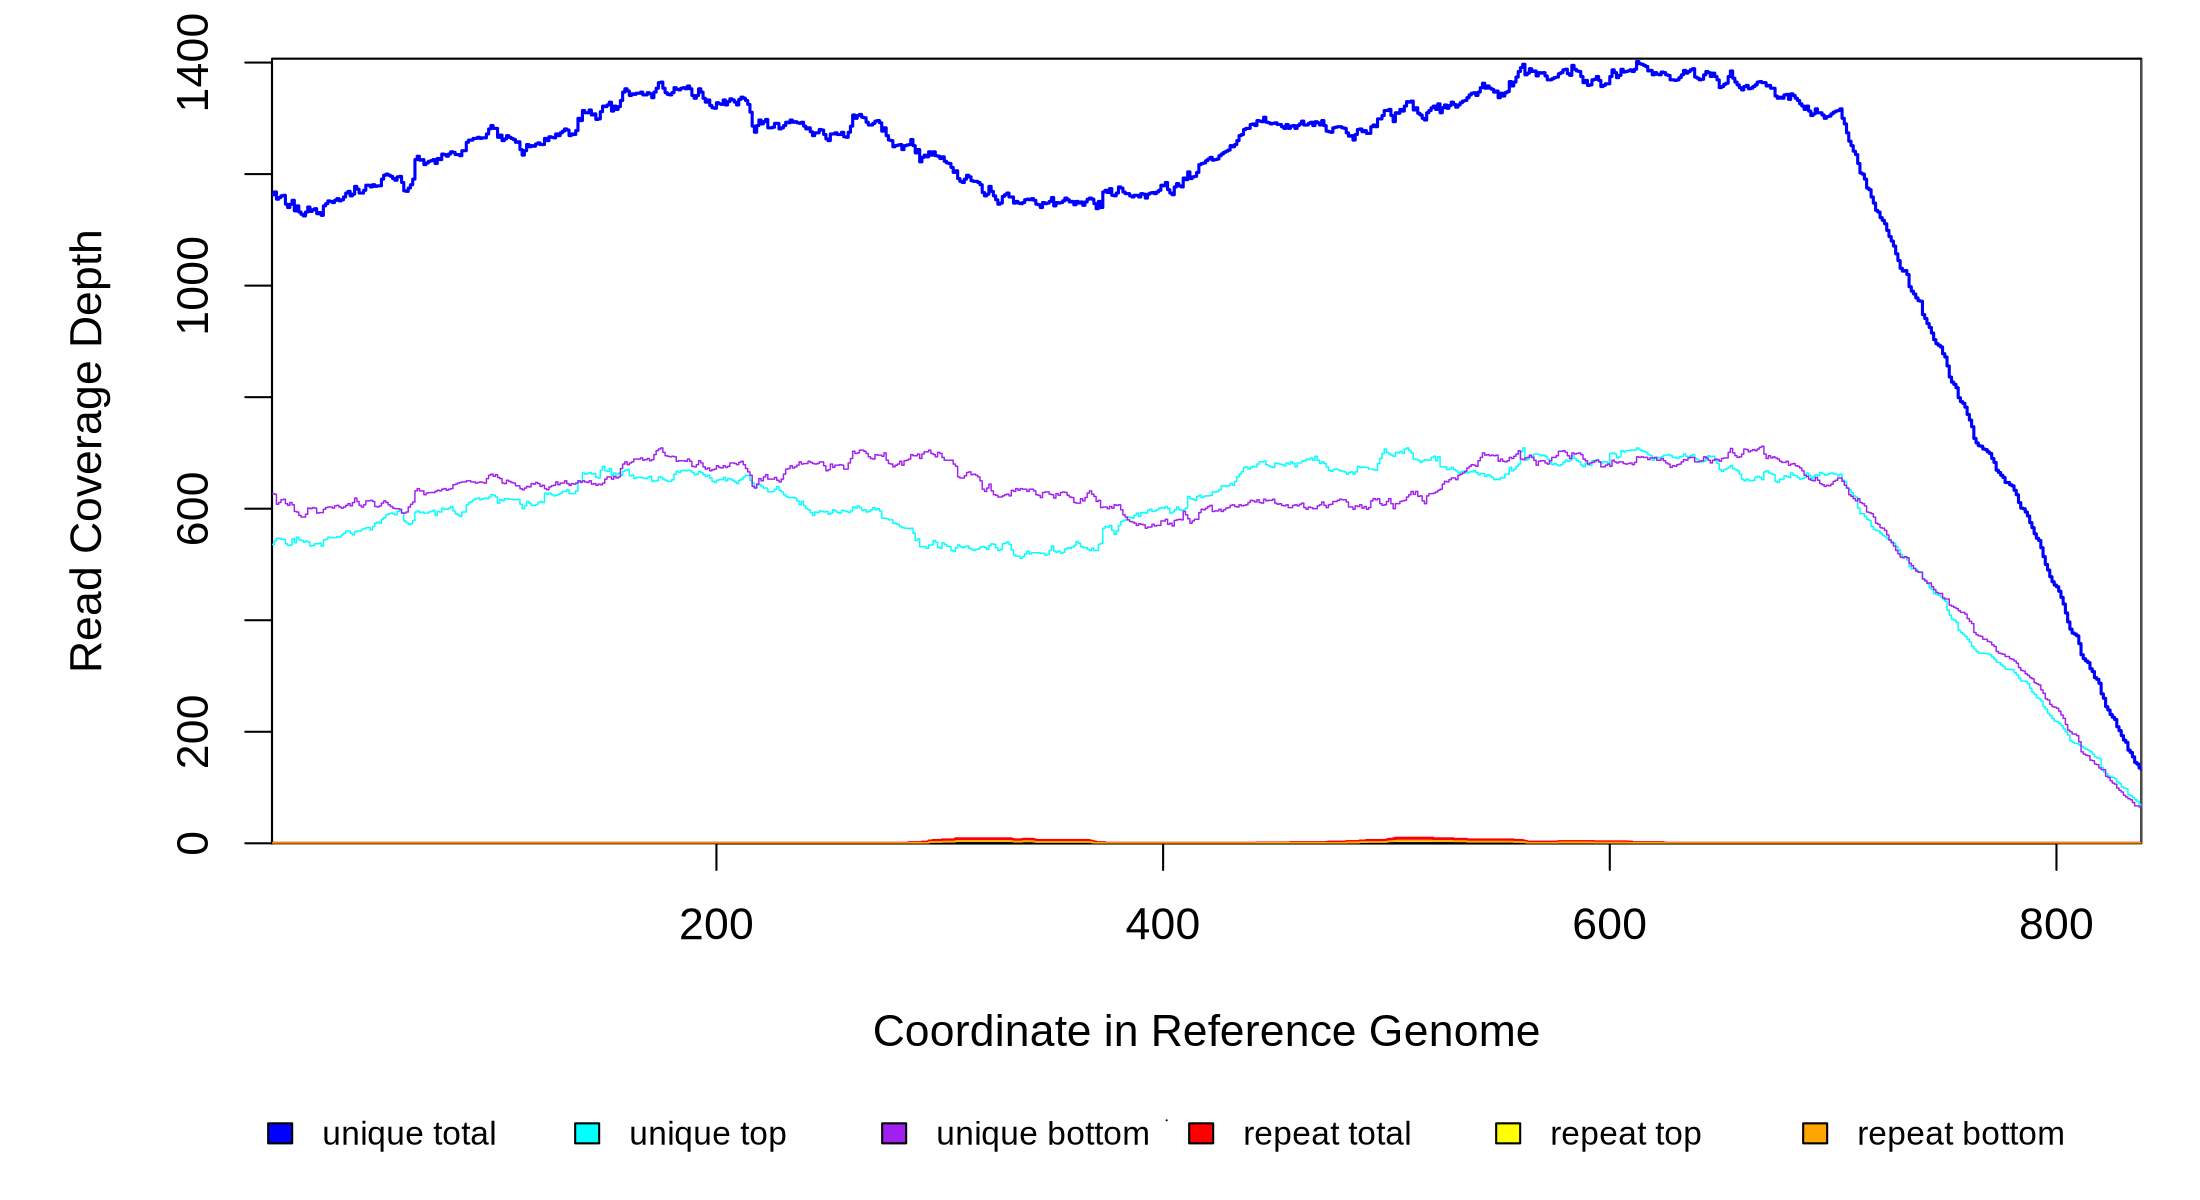 1400
1000
600
200
0
Read Coverage Depth
200 400 600 800
Coordinate in Reference Genome
unique total unique top unique bottom repeat total repeat top repeat bottom